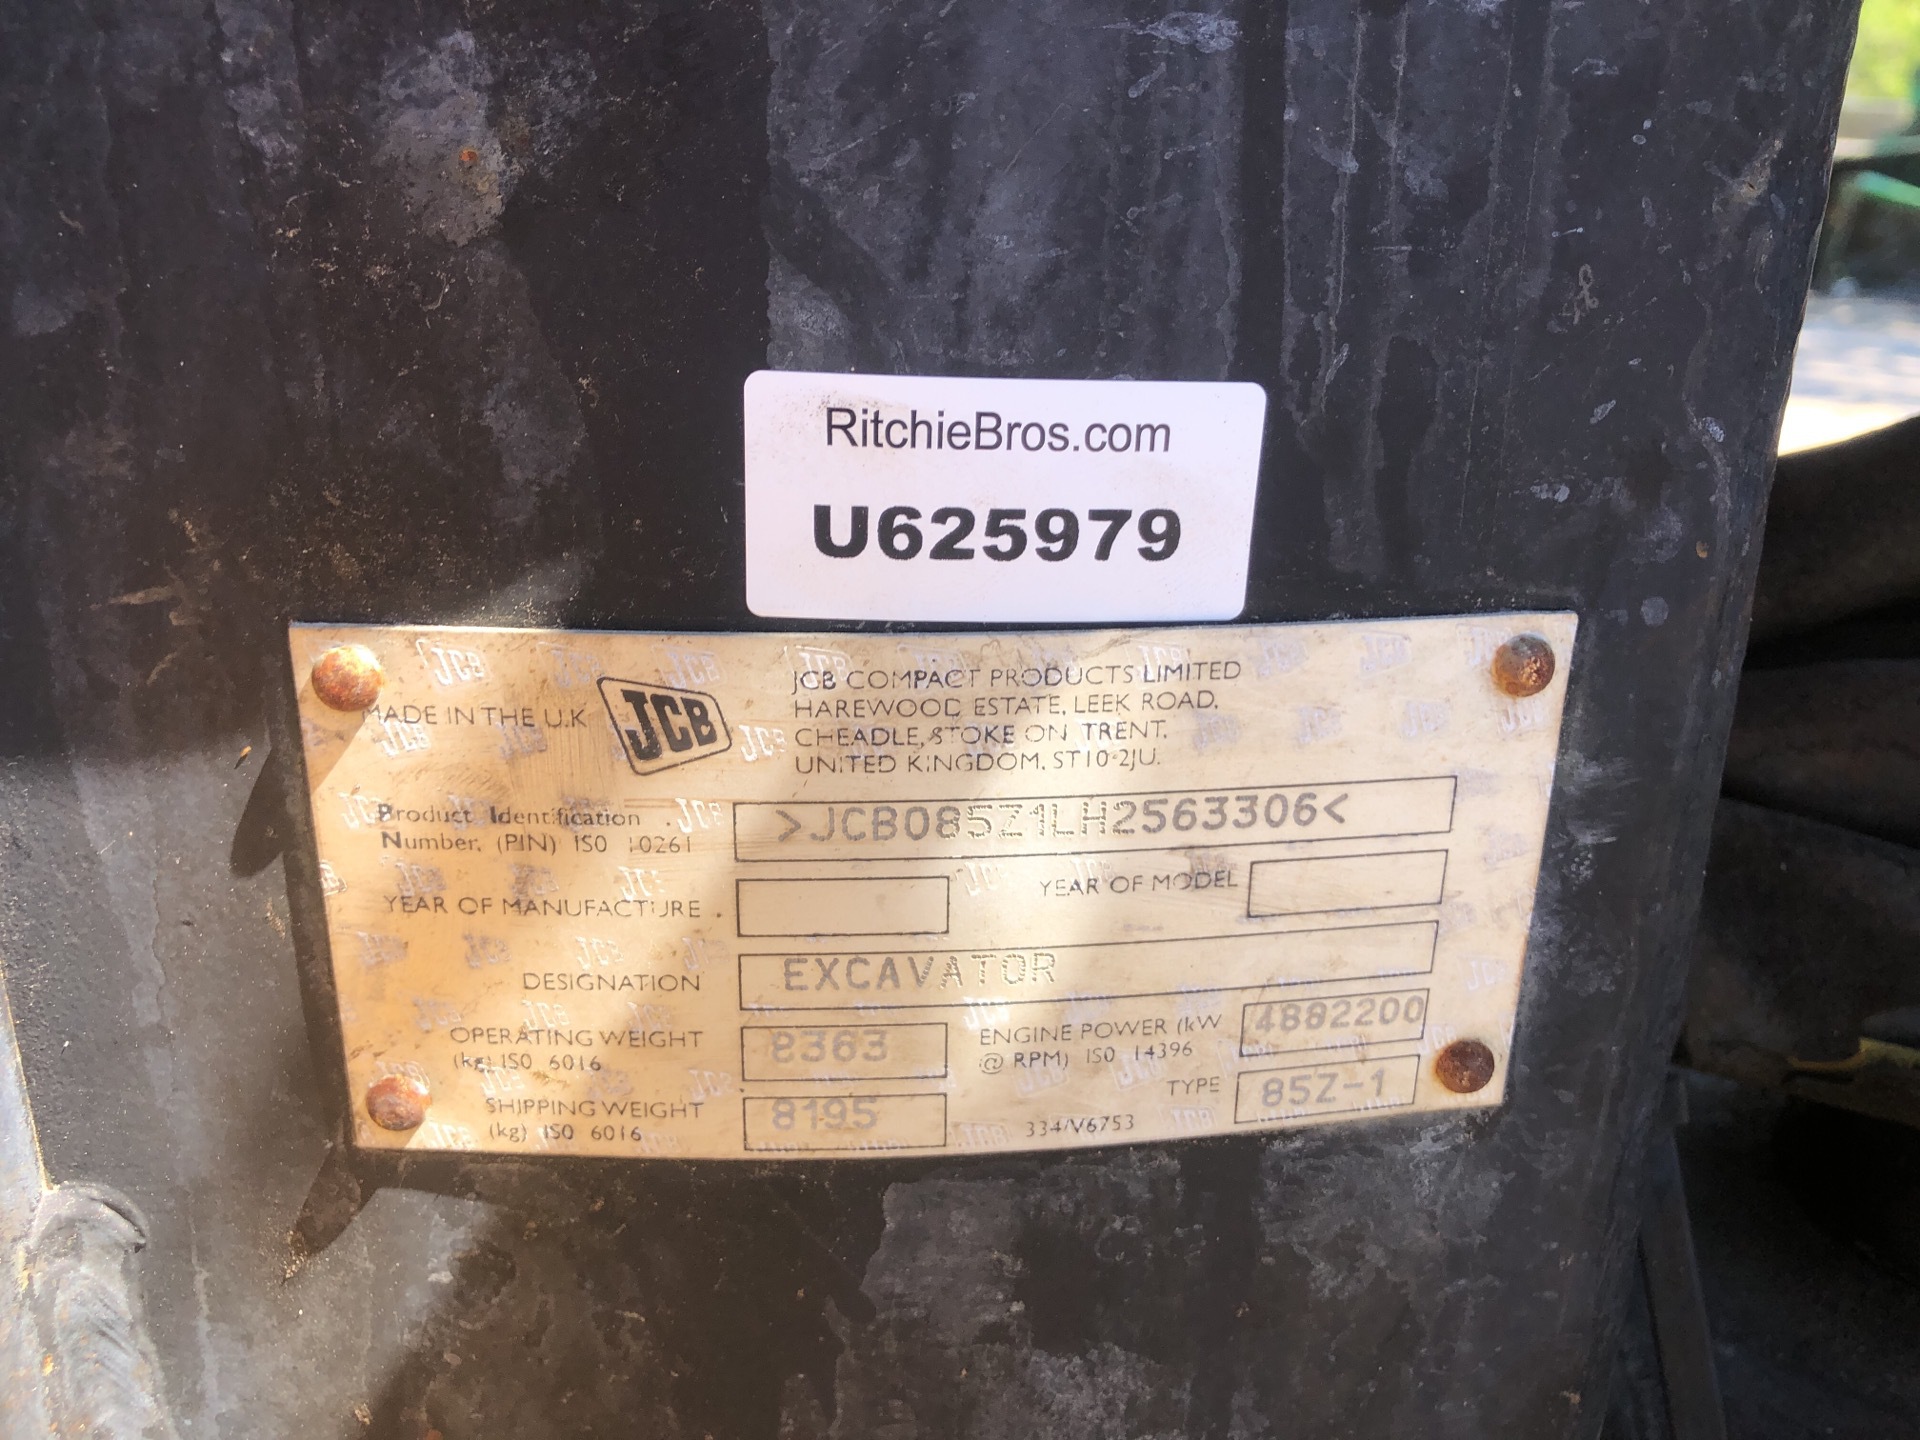 RitchieBros.com
U625979
MADE IN THE U.K
JCB
JCB COMPACT PRODUCTS LIMITED
HAREWOOD ESTATE, LEEK ROAD,
CHEADLE, STOKE ON TRENT.
UNITED KINGDOM. ST10 2JU.
Product Identification
Number. (PIN) ISO 10261
>JCB085Z1LH2563306<
YEAR OF MANUFACTURE
YEAR OF MODEL
DESIGNATION
EXCAVATOR
OPERATING WEIGHT
(kg) ISO 6016
8363
ENGINE POWER (kW
@ RPM) ISO 14396
4882200
SHIPPING WEIGHT
(kg) ISO 6016
8195
334/V6753
TYPE
85Z-1